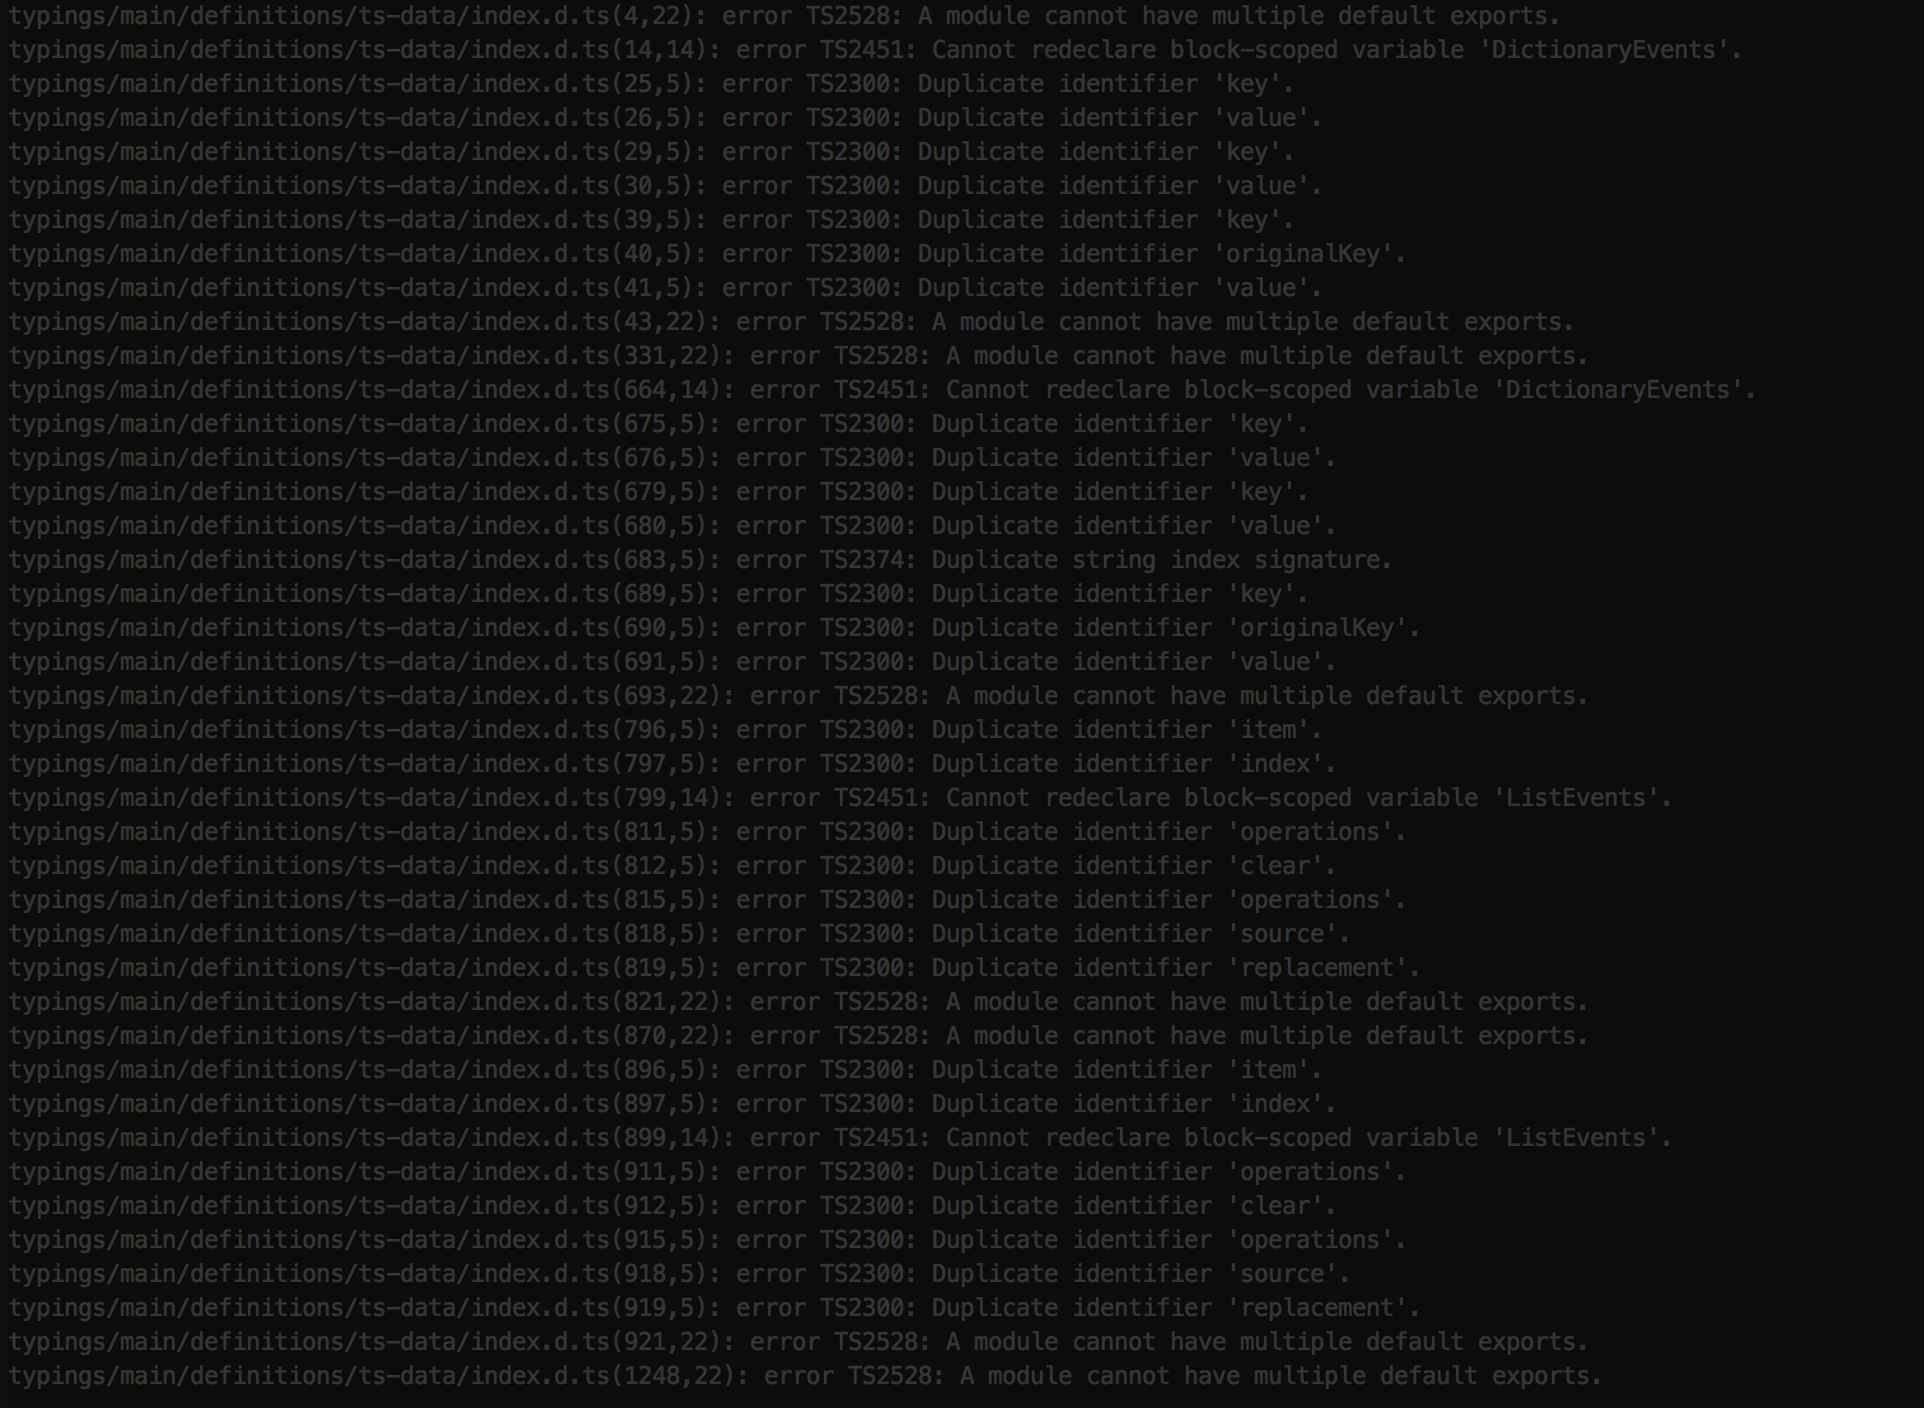 typings/main/definitions/ts-data/index.d.ts(4,22): error TS2528: A module cannot have multiple default exports.
typings/main/definitions/ts-data/index.d.ts(14,14): error TS2451: Cannot redeclare block-scoped variable 'DictionaryEvents'.
typings/main/definitions/ts-data/index.d.ts(25,5): error TS2300: Duplicate identifier 'key'.
typings/main/definitions/ts-data/index.d.ts(26,5): error TS2300: Duplicate identifier 'value'.
typings/main/definitions/ts-data/index.d.ts(29,5): error TS2300: Duplicate identifier 'key'.
typings/main/definitions/ts-data/index.d.ts(30,5): error TS2300: Duplicate identifier 'value'.
typings/main/definitions/ts-data/index.d.ts(39,5): error TS2300: Duplicate identifier 'key'.
typings/main/definitions/ts-data/index.d.ts(40,5): error TS2300: Duplicate identifier 'originalKey'.
typings/main/definitions/ts-data/index.d.ts(41,5): error TS2300: Duplicate identifier 'value'.
typings/main/definitions/ts-data/index.d.ts(43,22): error TS2528: A module cannot have multiple default exports.
typings/main/definitions/ts-data/index.d.ts(331,22): error TS2528: A module cannot have multiple default exports.
typings/main/definitions/ts-data/index.d.ts(664,14): error TS2451: Cannot redeclare block-scoped variable 'DictionaryEvents'.
typings/main/definitions/ts-data/index.d.ts(675,5): error TS2300: Duplicate identifier 'key'.
typings/main/definitions/ts-data/index.d.ts(676,5): error TS2300: Duplicate identifier 'value'.
typings/main/definitions/ts-data/index.d.ts(679,5): error TS2300: Duplicate identifier 'key'.
typings/main/definitions/ts-data/index.d.ts(680,5): error TS2300: Duplicate identifier 'value'.
typings/main/definitions/ts-data/index.d.ts(683,5): error TS2374: Duplicate string index signature.
typings/main/definitions/ts-data/index.d.ts(689,5): error TS2300: Duplicate identifier 'key'.
typings/main/definitions/ts-data/index.d.ts(690,5): error TS2300: Duplicate identifier 'originalKey'.
typings/main/definitions/ts-data/index.d.ts(691,5): error TS2300: Duplicate identifier 'value'.
typings/main/definitions/ts-data/index.d.ts(693,22): error TS2528: A module cannot have multiple default exports.
typings/main/definitions/ts-data/index.d.ts(796,5): error TS2300: Duplicate identifier 'item'.
typings/main/definitions/ts-data/index.d.ts(797,5): error TS2300: Duplicate identifier 'index'.
typings/main/definitions/ts-data/index.d.ts(799,14): error TS2451: Cannot redeclare block-scoped variable 'ListEvents'.
typings/main/definitions/ts-data/index.d.ts(811,5): error TS2300: Duplicate identifier 'operations'.
typings/main/definitions/ts-data/index.d.ts(812,5): error TS2300: Duplicate identifier 'clear'.
typings/main/definitions/ts-data/index.d.ts(815,5): error TS2300: Duplicate identifier 'operations'.
typings/main/definitions/ts-data/index.d.ts(818,5): error TS2300: Duplicate identifier 'source'.
typings/main/definitions/ts-data/index.d.ts(819,5): error TS2300: Duplicate identifier 'replacement'.
typings/main/definitions/ts-data/index.d.ts(821,22): error TS2528: A module cannot have multiple default exports.
typings/main/definitions/ts-data/index.d.ts(870,22): error TS2528: A module cannot have multiple default exports.
typings/main/definitions/ts-data/index.d.ts(896,5): error TS2300: Duplicate identifier 'item'.
typings/main/definitions/ts-data/index.d.ts(897,5): error TS2300: Duplicate identifier 'index'.
typings/main/definitions/ts-data/index.d.ts(899,14): error TS2451: Cannot redeclare block-scoped variable 'ListEvents'.
typings/main/definitions/ts-data/index.d.ts(911,5): error TS2300: Duplicate identifier 'operations'.
typings/main/definitions/ts-data/index.d.ts(912,5): error TS2300: Duplicate identifier 'clear'.
typings/main/definitions/ts-data/index.d.ts(915,5): error TS2300: Duplicate identifier 'operations'.
typings/main/definitions/ts-data/index.d.ts(918,5): error TS2300: Duplicate identifier 'source'.
typings/main/definitions/ts-data/index.d.ts(919,5): error TS2300: Duplicate identifier 'replacement'.
typings/main/definitions/ts-data/index.d.ts(921,22): error TS2528: A module cannot have multiple default exports.
typings/main/definitions/ts-data/index.d.ts(1248,22): error TS2528: A module cannot have multiple default exports.